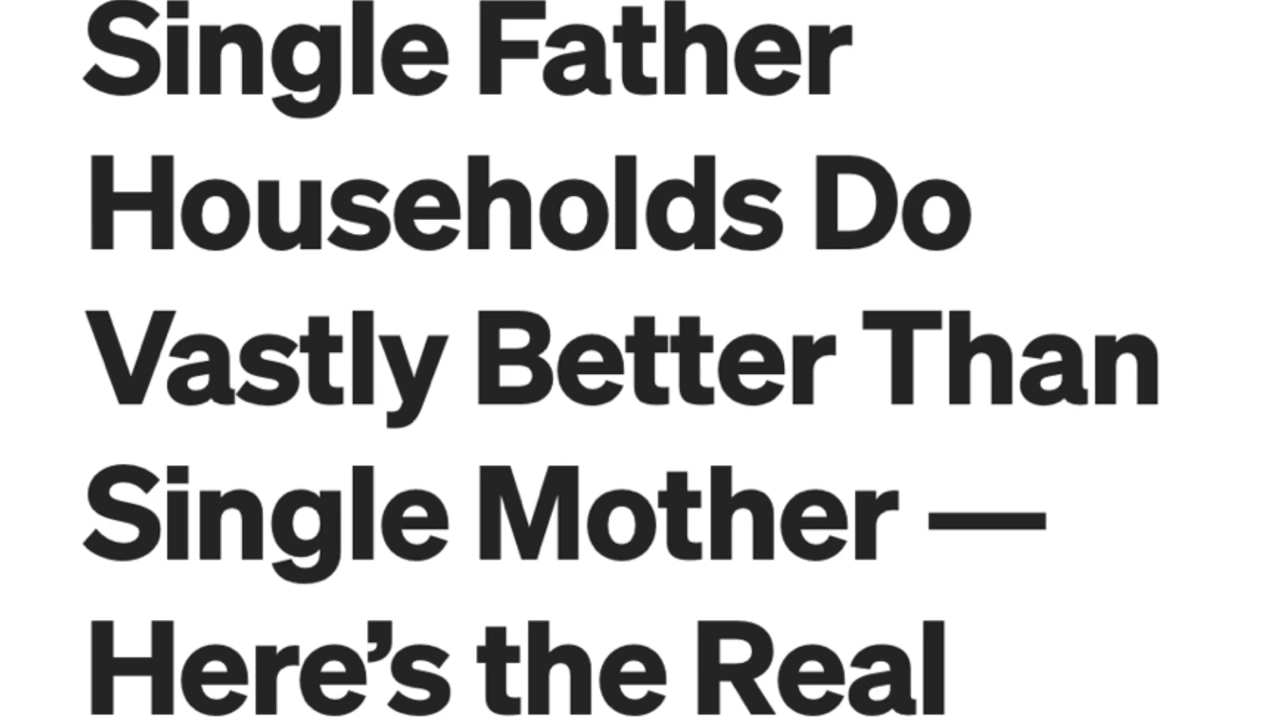 Single Father
Households Do
Vastly Better Than
Single Mother —
Here’s the Real